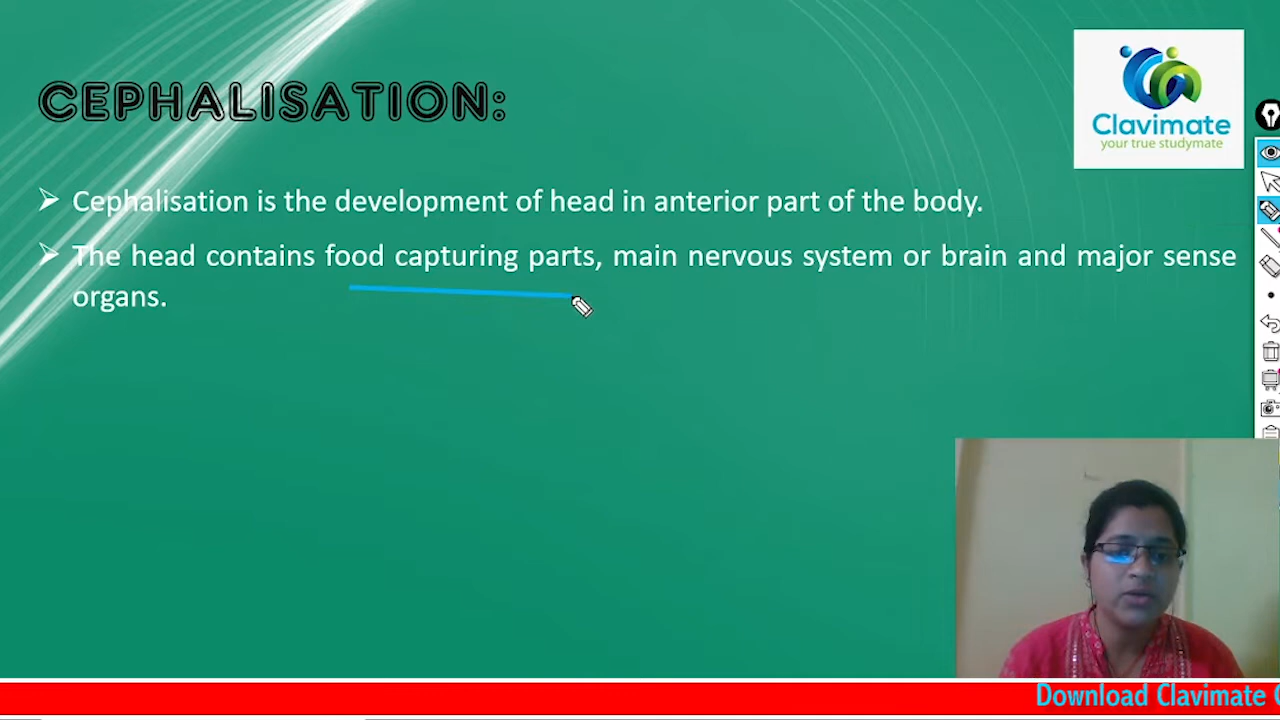 CEPHALISATION:
Clavimate
your true studymate
➢ Cephalisation is the development of head in anterior part of the body.
➢ The head contains food capturing parts, main nervous system or brain and major sense
organs.
Download Clavimate